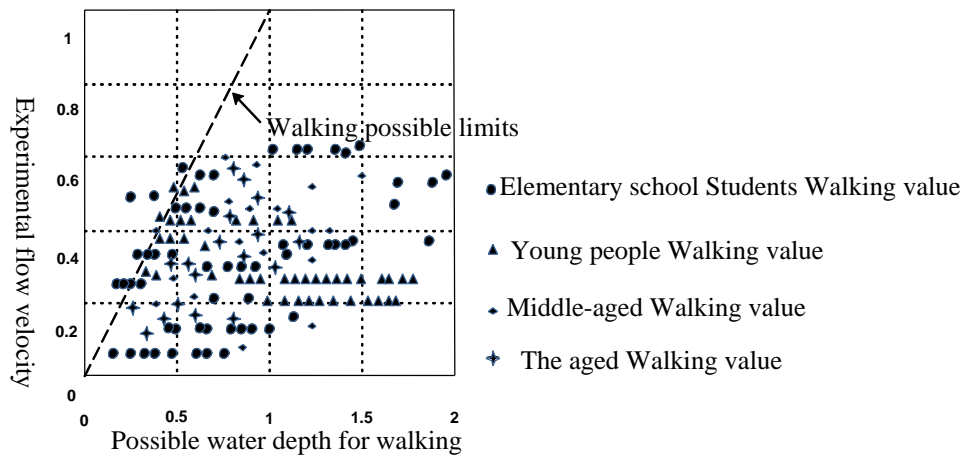 1
0.8
0.6
0.4
0.2
0
Experimental flow velocity
Walking possible limits
0
0.5
1
1.5
2
Possible water depth for walking
Elementary school Students Walking value
Young people Walking value
Middle-aged Walking value
The aged Walking value